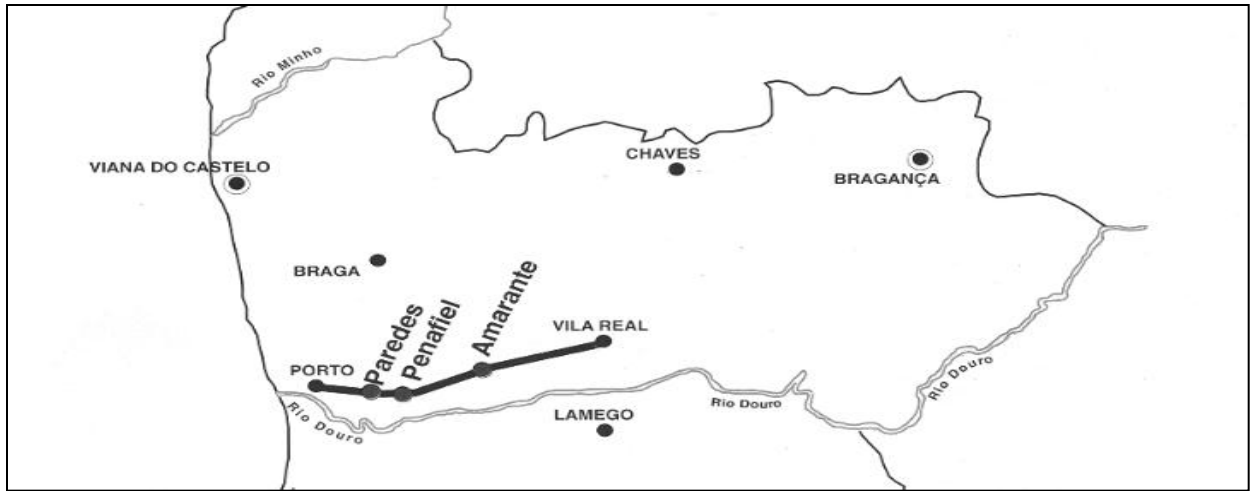 Rio Minho
VIANA DO CASTELO
CHAVES
BRAGANÇA
BRAGA
Paredes
Penafiel
Amarante
VILA REAL
PORTO
Rio Douro
LAMEGO
Rio Douro
Rio Douro